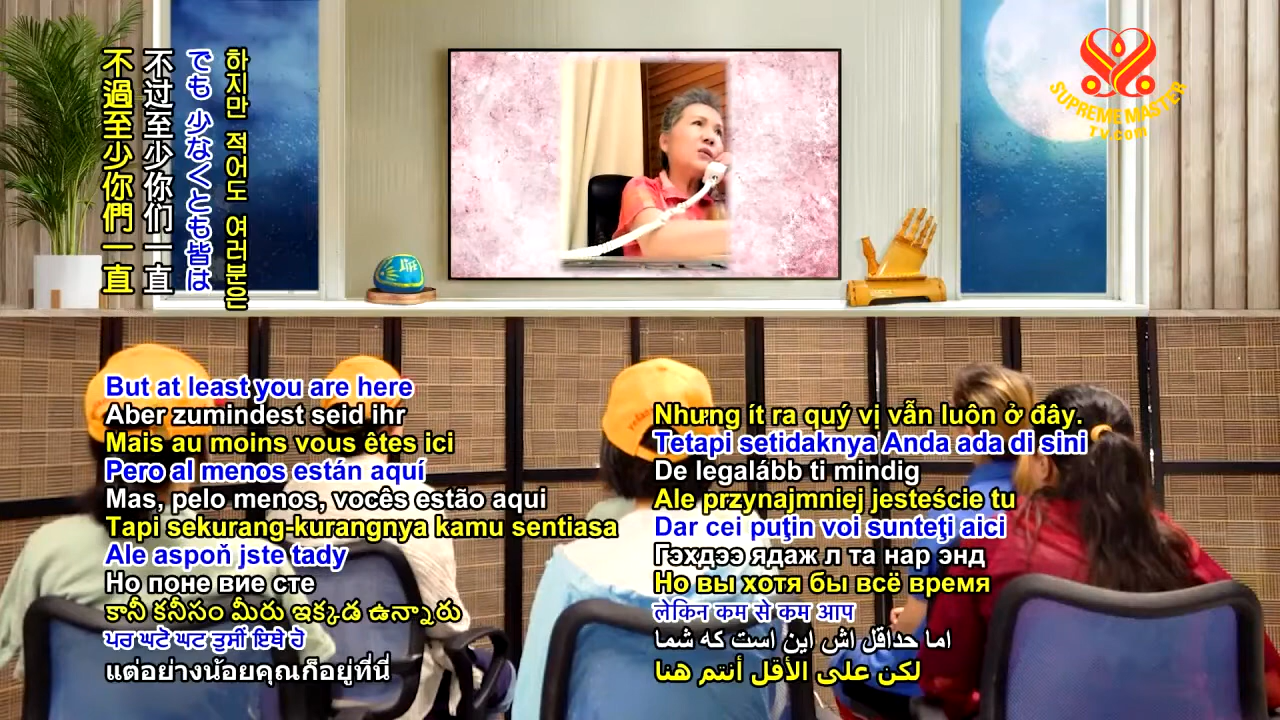 不過至少你們一直
不过至少你们一直
でも 少なくとも皆は
하지만 적어도 여러분은
SUPREME MASTER
TV.com
But at least you are here
Aber zumindest seid ihr
Mais au moins vous êtes ici
Pero al menos están aquí
Mas, pelo menos, vocês estão aqui
Tapi sekurang-kurangnya kamu sentiasa
Ale aspoň jste tady
Но поне вие сте
కానీ కనీసం మీరు ఇక్కడ ఉన్నారు
ਪਰ ਘਟੋ ਘਟ ਤੁਸੀਂ ਇਥੇ ਹੋ
แต่อย่างน้อยคุณก็อยู่ที่นี่
Nhưng ít ra quý vị vẫn luôn ở đây.
Tetapi setidaknya Anda ada di sini
De legalább ti mindig
Ale przynajmniej jesteście tu
Dar cei puţin voi sunteţi aici
Гэхдээ ядаж л та нар энд
Но вы хотя бы всё время
लेकिन कम से कम आप
اما حداقل اش این است که شما
لكن على الأقل أنتم هنا